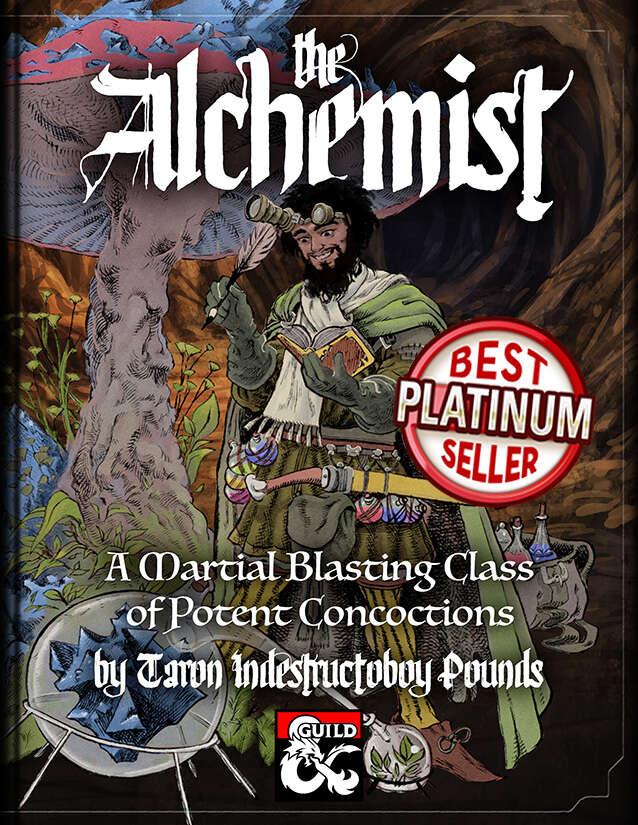 the
Alchemist
BEST
PLATINUM
SELLER
A Martial Blasting Class
of Potent Concoctions
by Taron Indestructoboy Pounds
GUILD